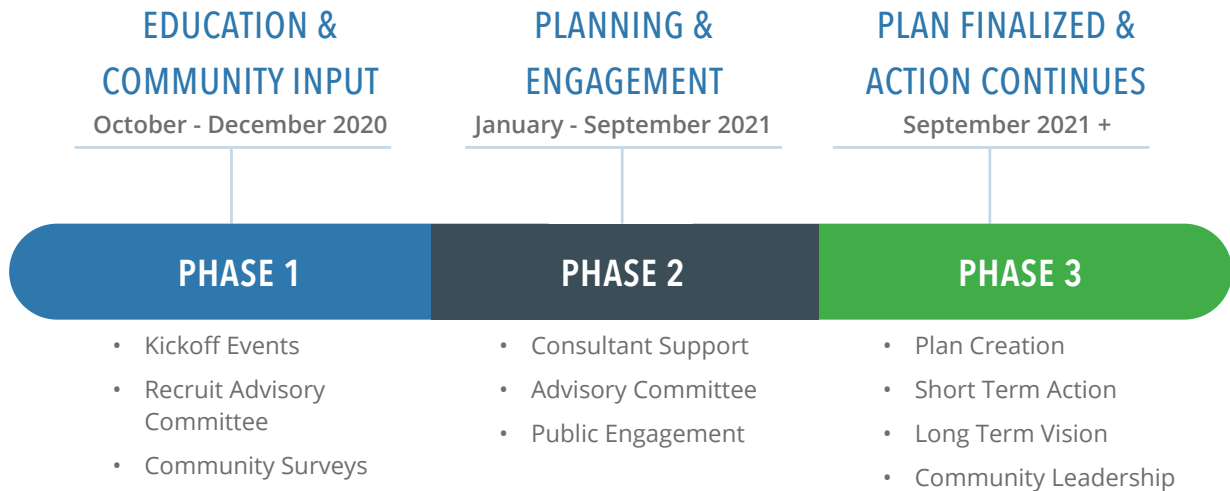 EDUCATION &
COMMUNITY INPUT
October - December 2020
PLANNING &
ENGAGEMENT
January - September 2021
PLAN FINALIZED &
ACTION CONTINUES
September 2021 +
PHASE 1
PHASE 2
PHASE 3
• Kickoff Events
• Recruit Advisory
Committee
• Community Surveys
• Consultant Support
• Advisory Committee
• Public Engagement
• Plan Creation
• Short Term Action
• Long Term Vision
• Community Leadership